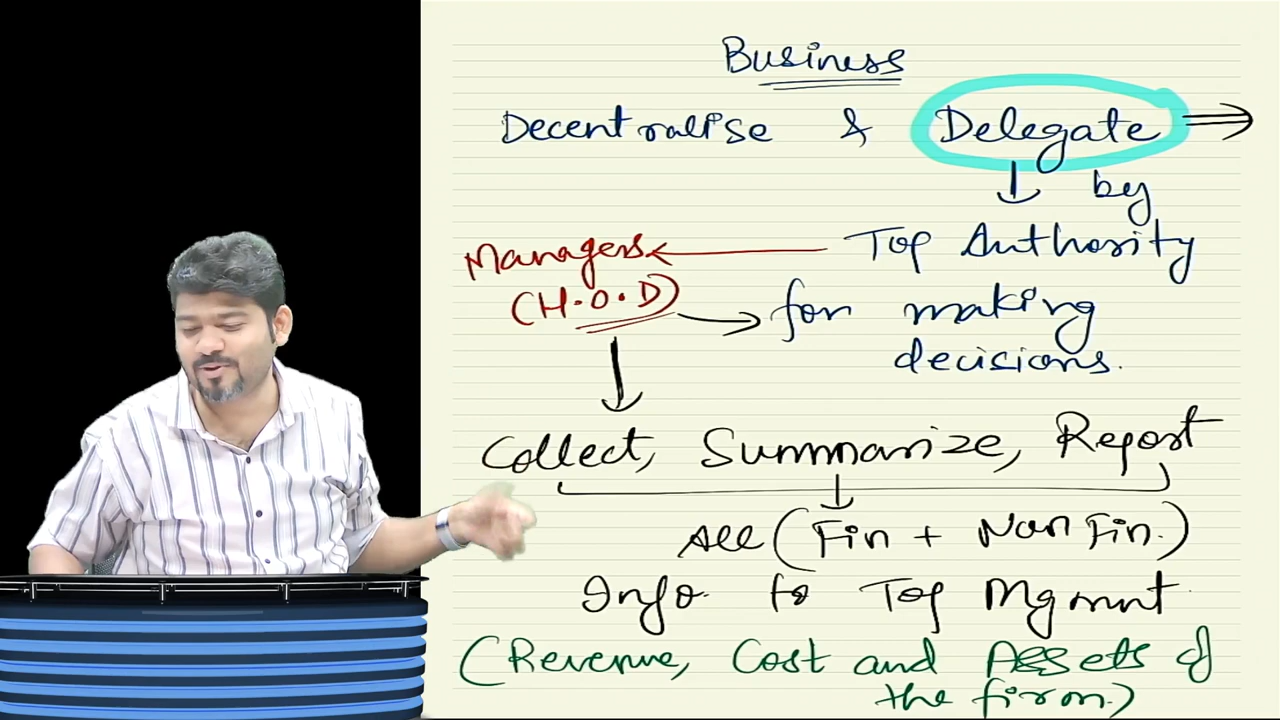 Business
Decentralise & Delegate ⇒
↓ by
Managers ← Top Authority
(H.O.D) → for making
decisions.
Collect, Summarize, Report
All (Fin + Non Fin.)
Info. to Top Mgmnt.
(Revenue, Cost and Assets of
the firm.)